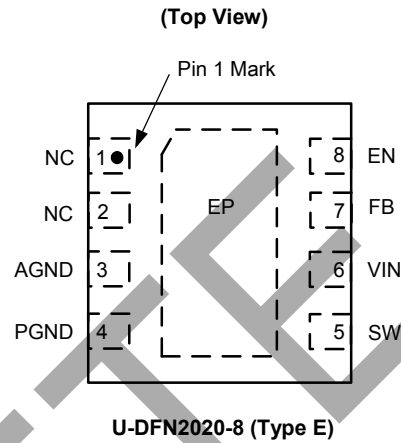 (Top View)
Pin 1 Mark
NC 1 8 EN
NC 2 EP 7 FB
AGND 3 6 VIN
PGND 4 5 SW
U-DFN2020-8 (Type E)